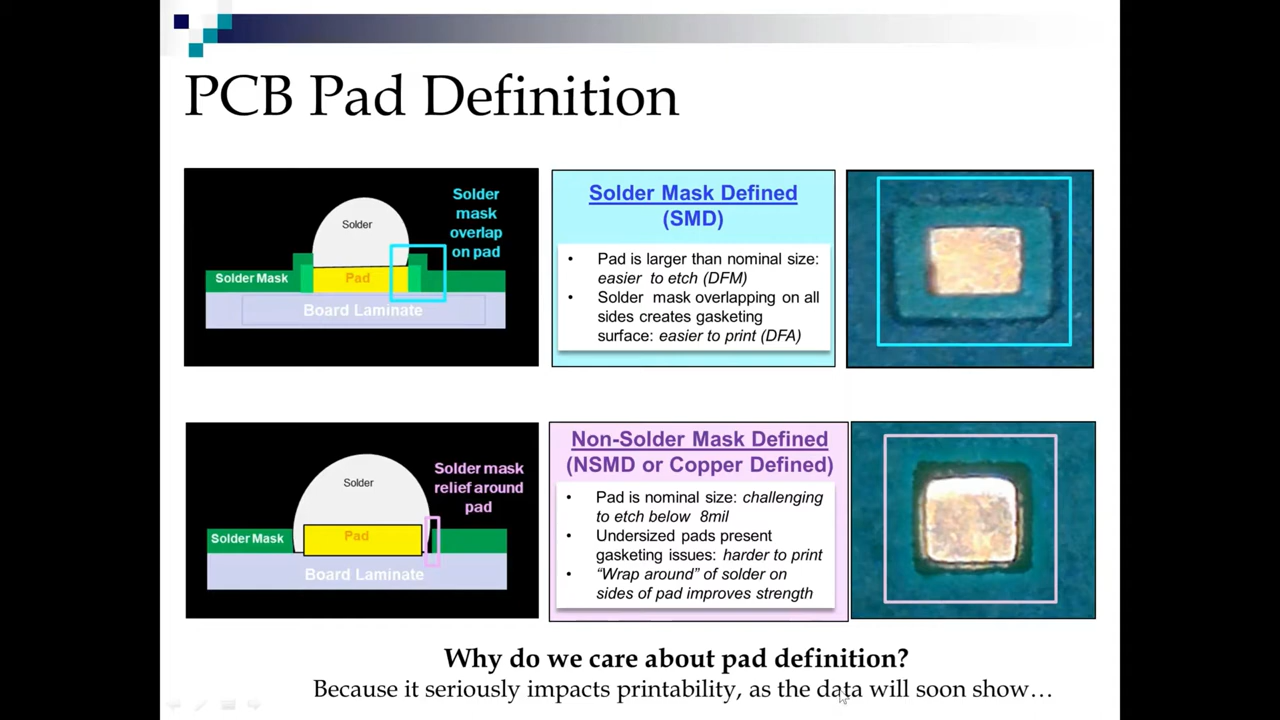 PCB Pad Definition
Solder
mask
overlap
on pad
Solder
Solder Mask
Pad
Board Laminate
Solder Mask Defined
(SMD)
• Pad is larger than nominal size:
easier to etch (DFM)
• Solder mask overlapping on all
sides creates gasketing
surface: easier to print (DFA)
Solder mask
relief around
pad
Solder
Solder Mask
Pad
Board Laminate
Non-Solder Mask Defined
(NSMD or Copper Defined)
• Pad is nominal size: challenging
to etch below 8mil
• Undersized pads present
gasketing issues: harder to print
• “Wrap around” of solder on
sides of pad improves strength
Why do we care about pad definition?
Because it seriously impacts printability, as the data will soon show…